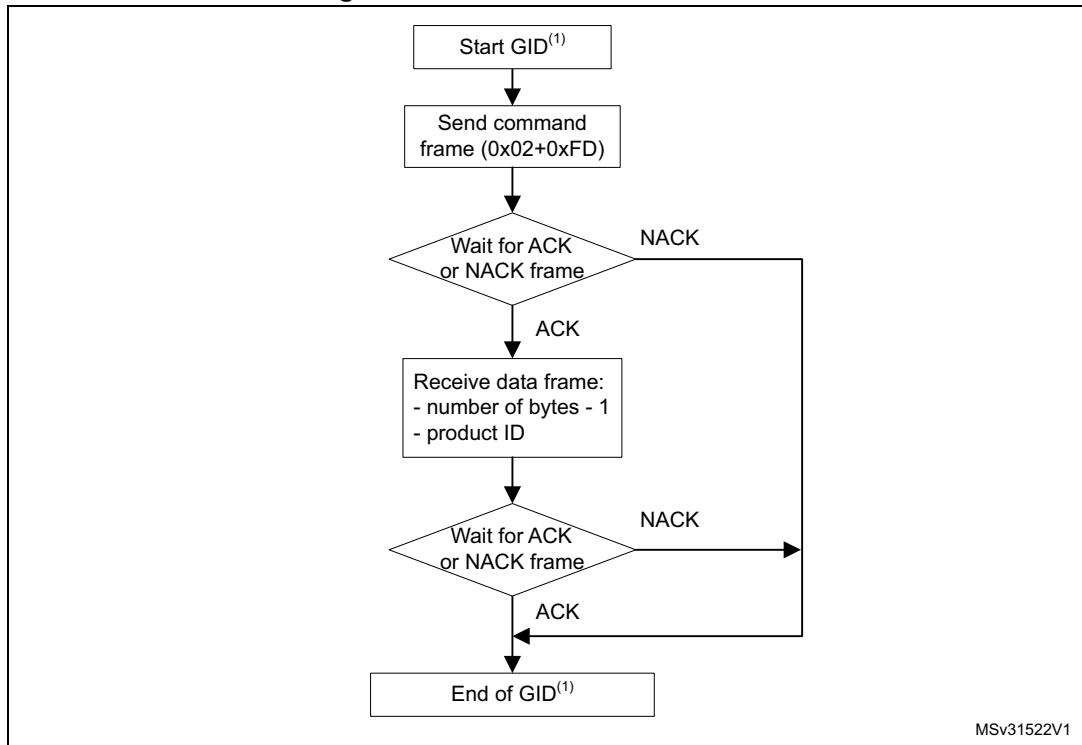 Start GID(1)
Send command
frame (0x02+0xFD)
Wait for ACK
or NACK frame
NACK
ACK
Receive data frame:
- number of bytes - 1
- product ID
Wait for ACK
or NACK frame
NACK
ACK
End of GID(1)
MSv31522V1